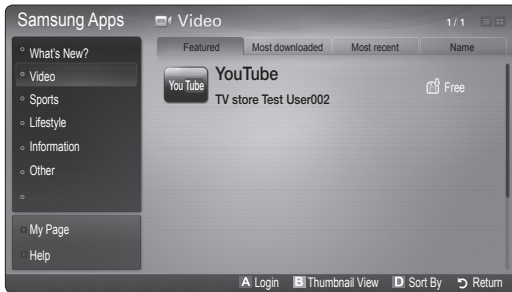 Samsung Apps
Video
1 / 1
What's New?
Video
Sports
Lifestyle
Information
Other
My Page
Help
Featured
Most downloaded
Most recent
Name
You Tube
YouTube
TV store Test User002
Free
A Login
B Thumbnail View
D Sort By
Return